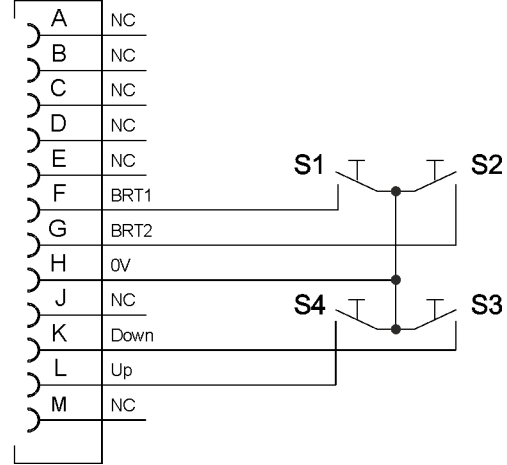 A NC
B NC
C NC
D NC
E NC
S1 S2
F BRT1
G BRT2
H 0V
J NC
S4 S3
K Down
L Up
M NC